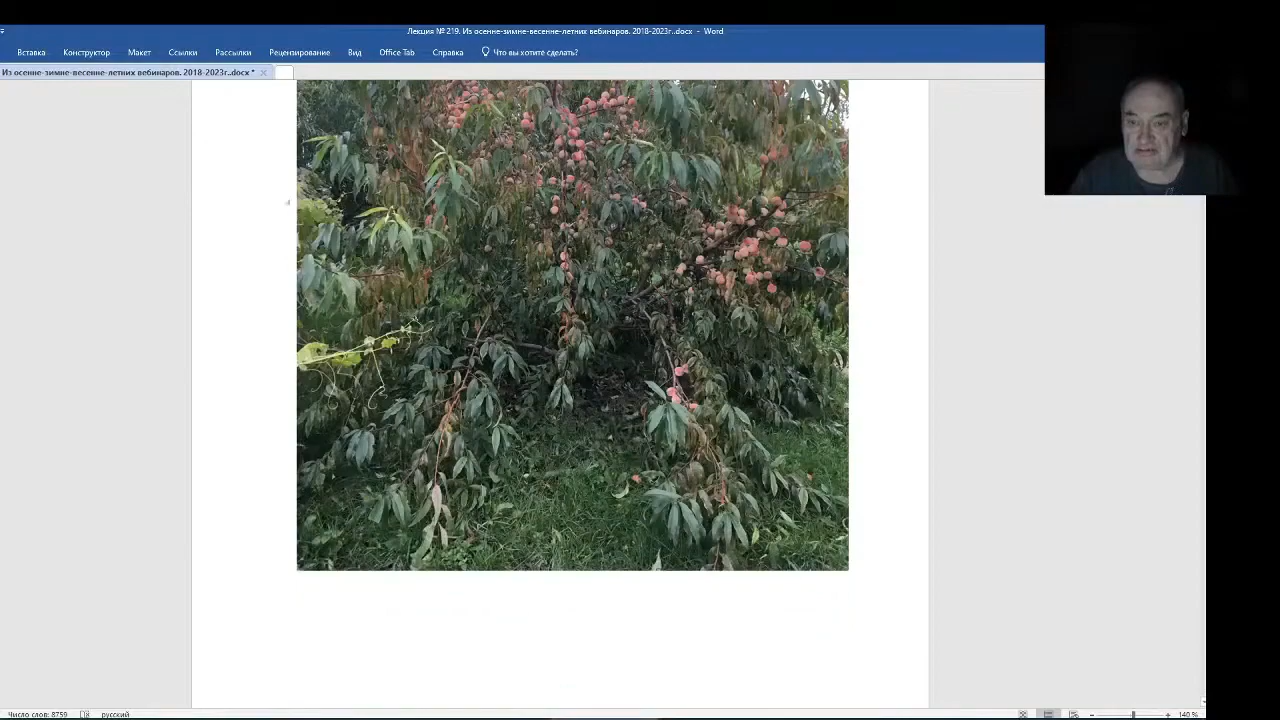 Лекция № 219. Из осенне-зимне-весенне-летних вебинаров. 2018-2023г..docx - Word
Вставка Конструктор Макет Ссылки Рассылки Рецензирование Вид Office Tab Справка Что вы хотите сделать?
Из осенне-зимне-весенне-летних вебинаров. 2018-2023г..docx *
Число слов: 8759 русский 140 %